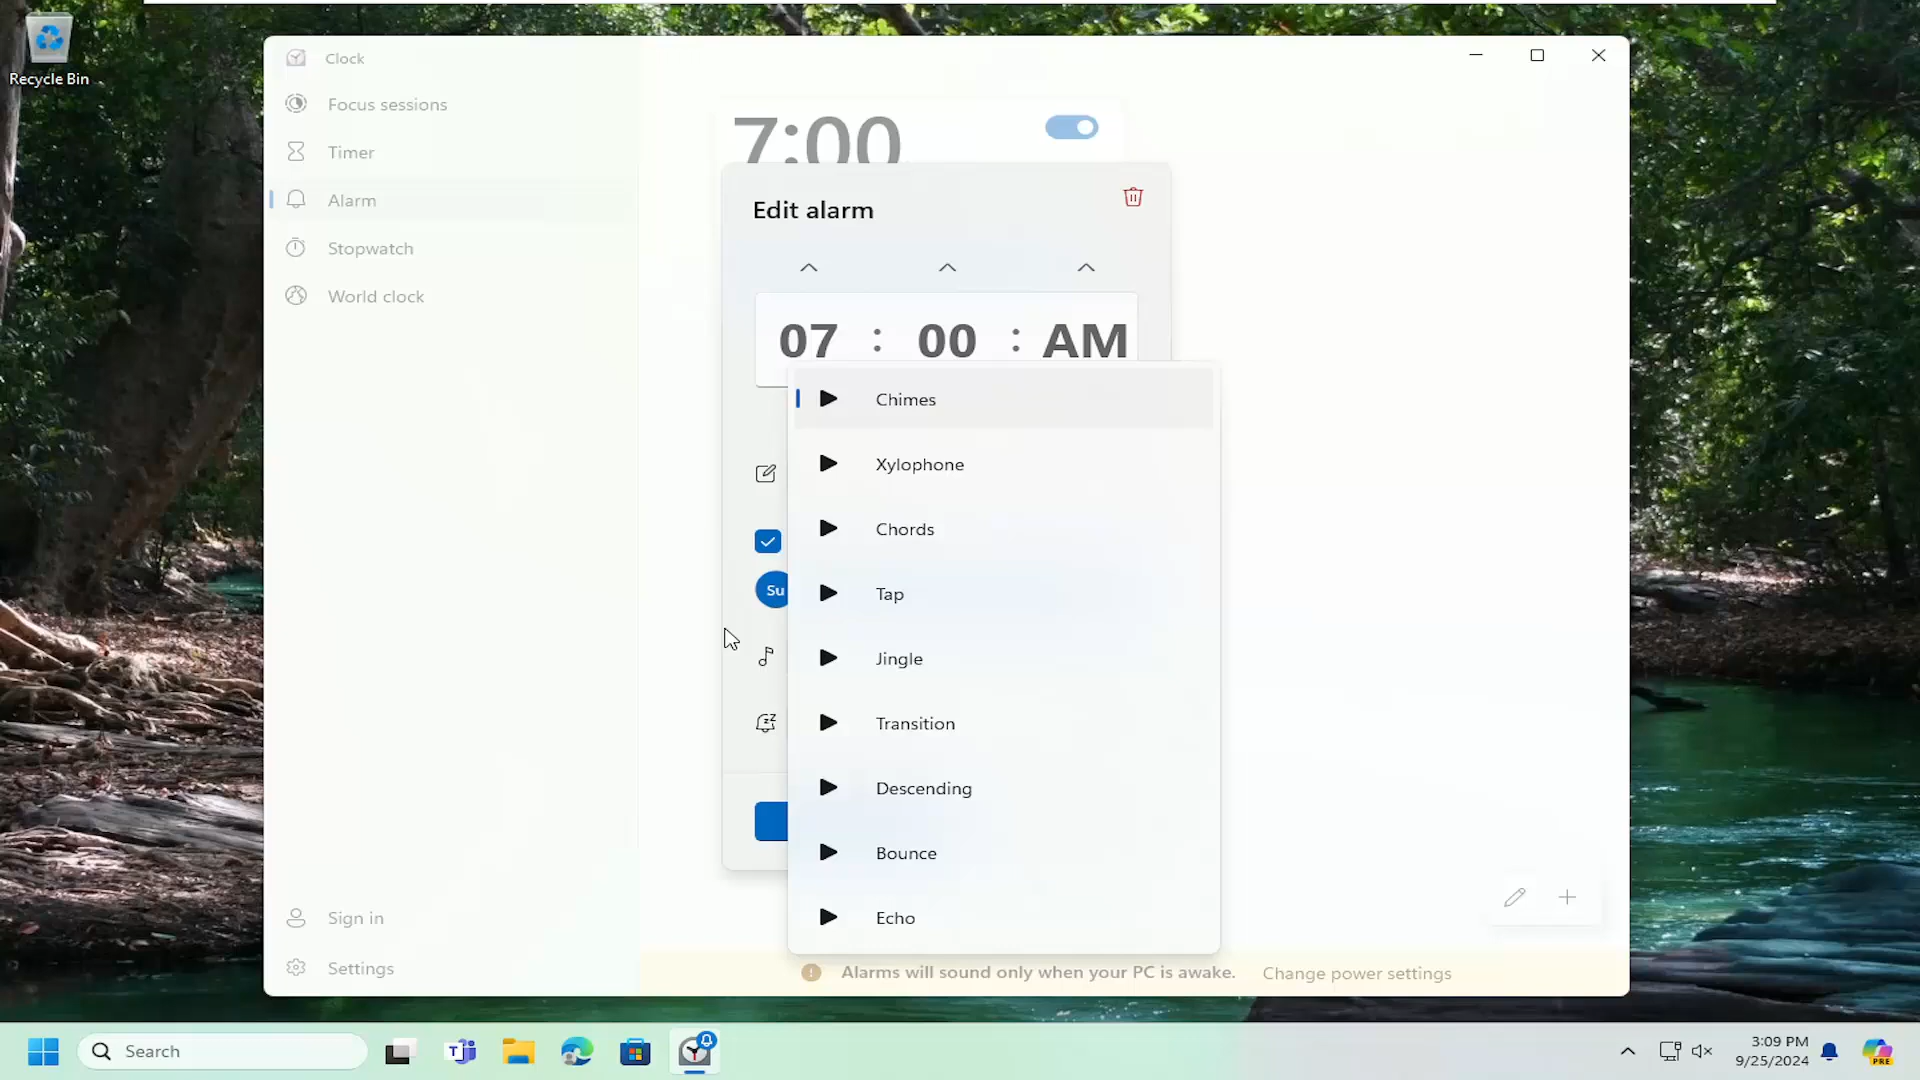 Recycle Bin
Clock
Focus sessions
Timer
Alarm
Stopwatch
World clock
Sign in
Settings
7:00
Edit alarm
07 : 00 : AM
Su
Chimes
Xylophone
Chords
Tap
Jingle
Transition
Descending
Bounce
Echo
Alarms will sound only when your PC is awake. Change power settings
Search
3:09 PM
9/25/2024
PRE